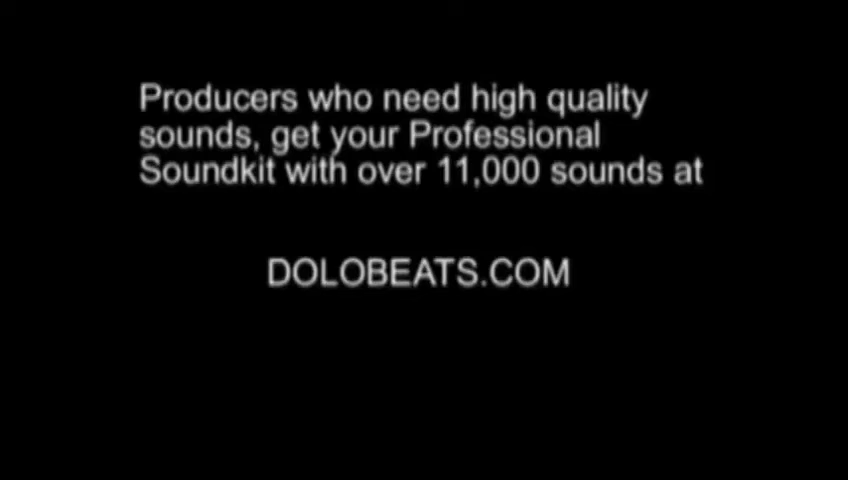 Producers who need high quality
sounds, get your Professional
Soundkit with over 11,000 sounds at
DOLOBEATS.COM